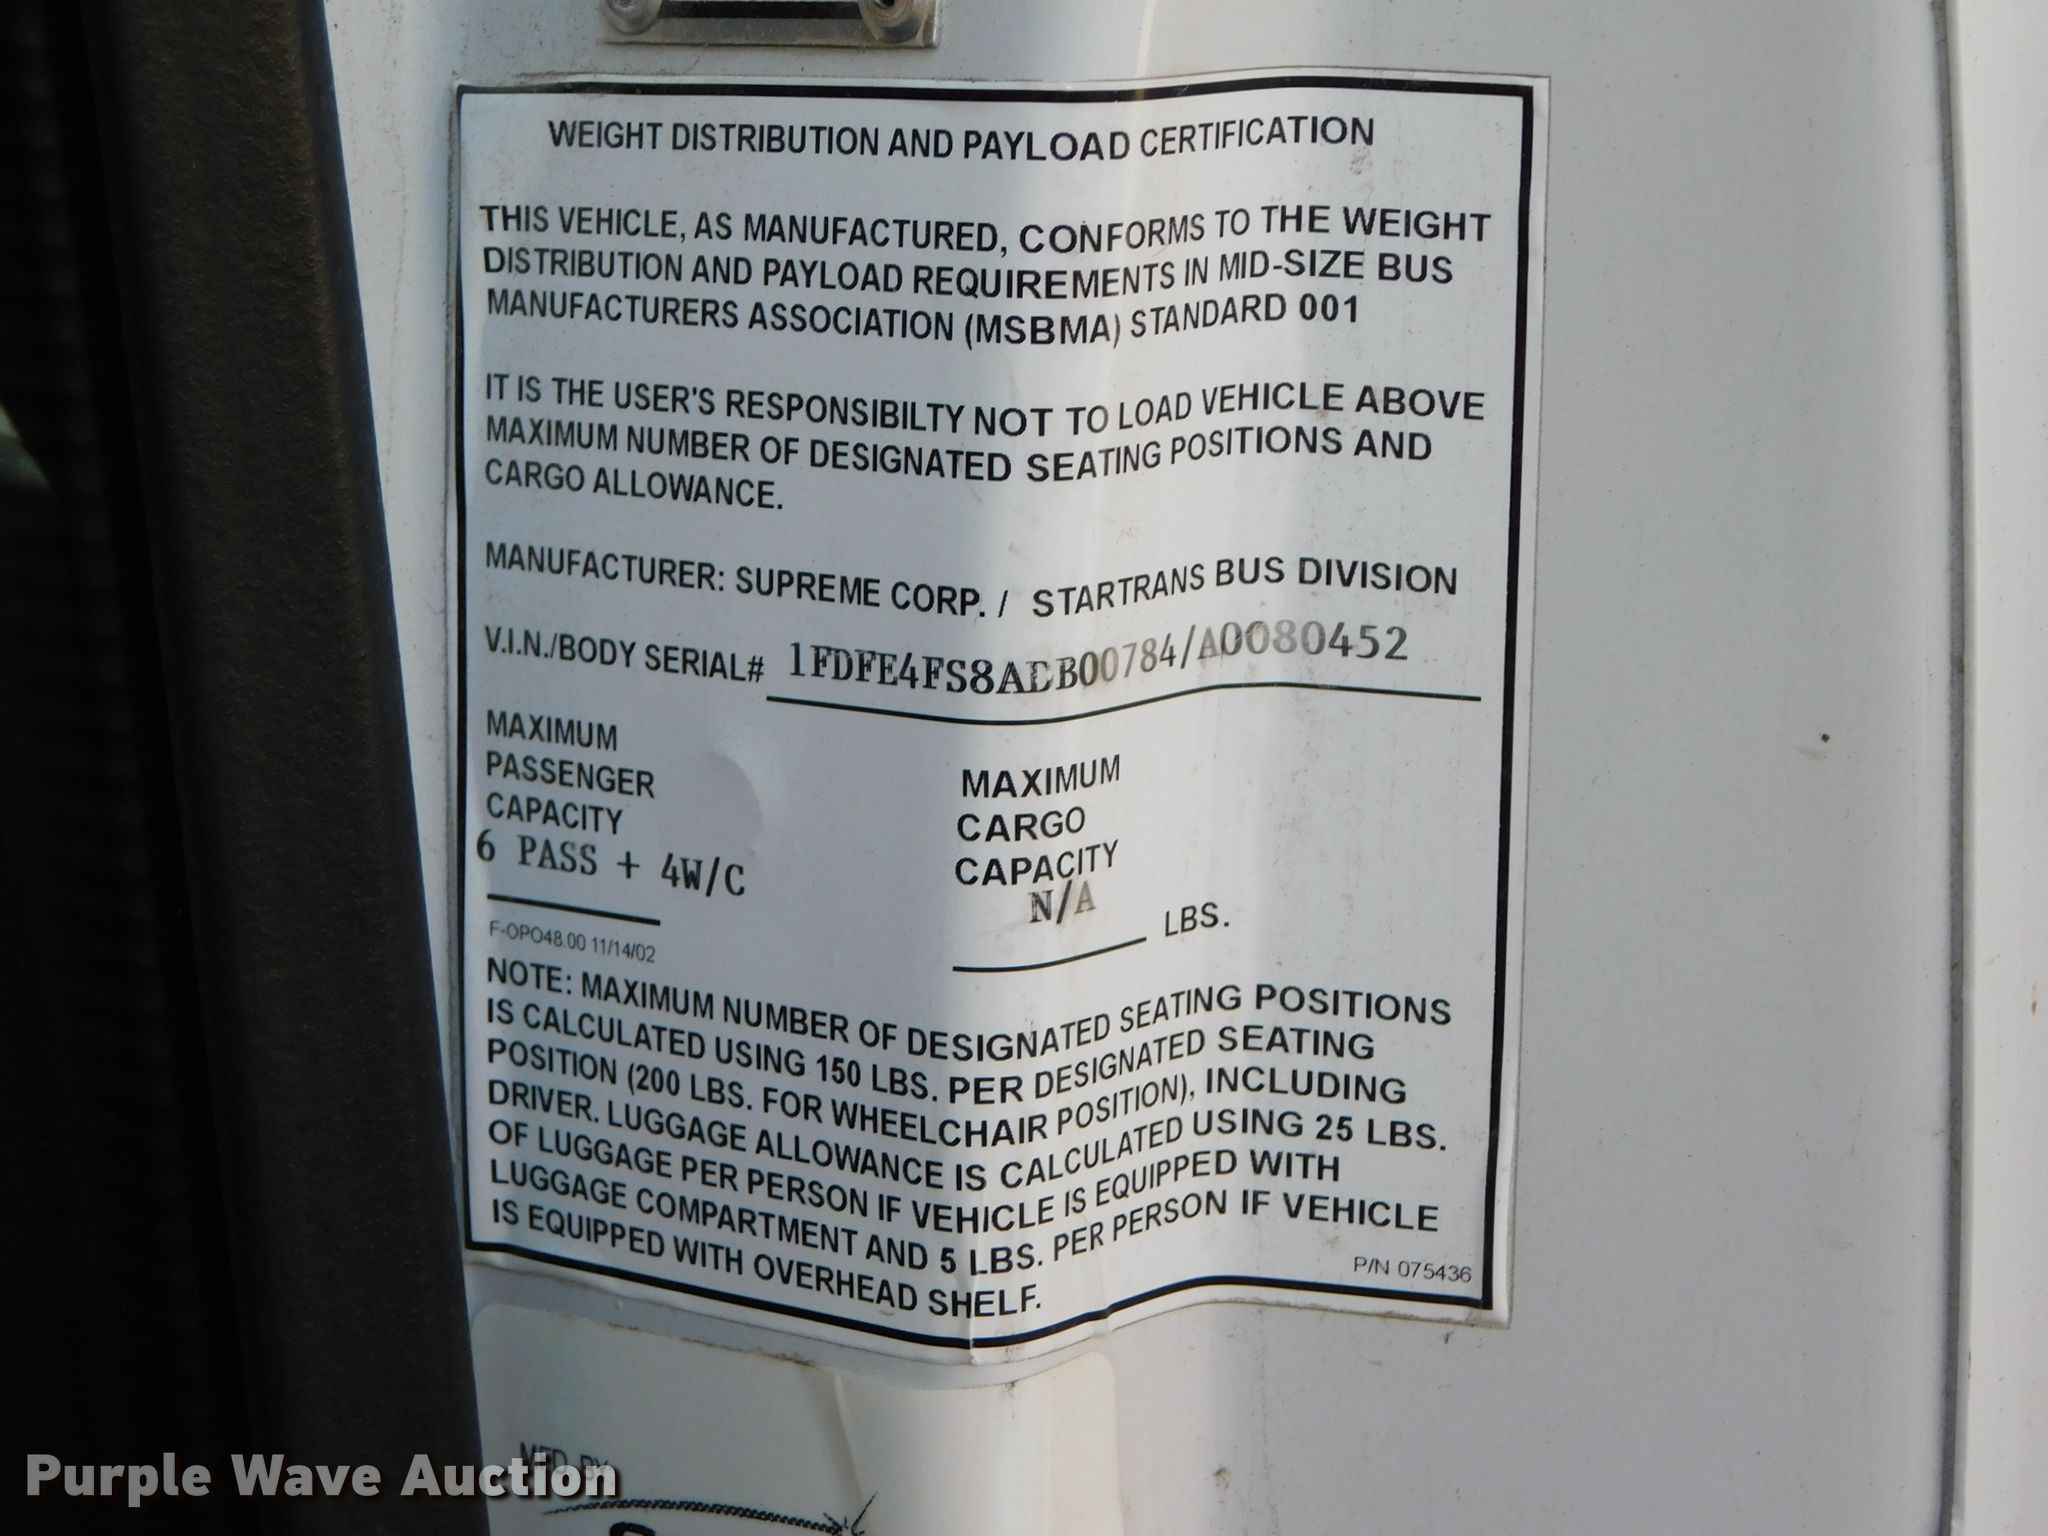 WEIGHT DISTRIBUTION AND PAYLOAD CERTIFICATION
THIS VEHICLE, AS MANUFACTURED, CONFORMS TO THE WEIGHT
DISTRIBUTION AND PAYLOAD REQUIREMENTS IN MID-SIZE BUS
MANUFACTURERS ASSOCIATION (MSBMA) STANDARD 001
IT IS THE USER'S RESPONSIBILTY NOT TO LOAD VEHICLE ABOVE
MAXIMUM NUMBER OF DESIGNATED SEATING POSITIONS AND
CARGO ALLOWANCE.
MANUFACTURER: SUPREME CORP. / STARTRANS BUS DIVISION
V.I.N./BODY SERIAL# 1FDFE4FS8ADB00784/A0080452
MAXIMUM
PASSENGER
CAPACITY
6 PASS + 4W/C
MAXIMUM
CARGO
CAPACITY
N/A
LBS.
F-OPO48.00 11/14/02
NOTE: MAXIMUM NUMBER OF DESIGNATED SEATING POSITIONS
IS CALCULATED USING 150 LBS. PER DESIGNATED SEATING
POSITION (200 LBS. FOR WHEELCHAIR POSITION), INCLUDING
DRIVER. LUGGAGE ALLOWANCE IS CALCULATED USING 25 LBS.
OF LUGGAGE PER PERSON IF VEHICLE IS EQUIPPED WITH
LUGGAGE COMPARTMENT AND 5 LBS. PER PERSON IF VEHICLE
IS EQUIPPED WITH OVERHEAD SHELF.
P/N 075436
MFD. BY
Purple Wave Auction